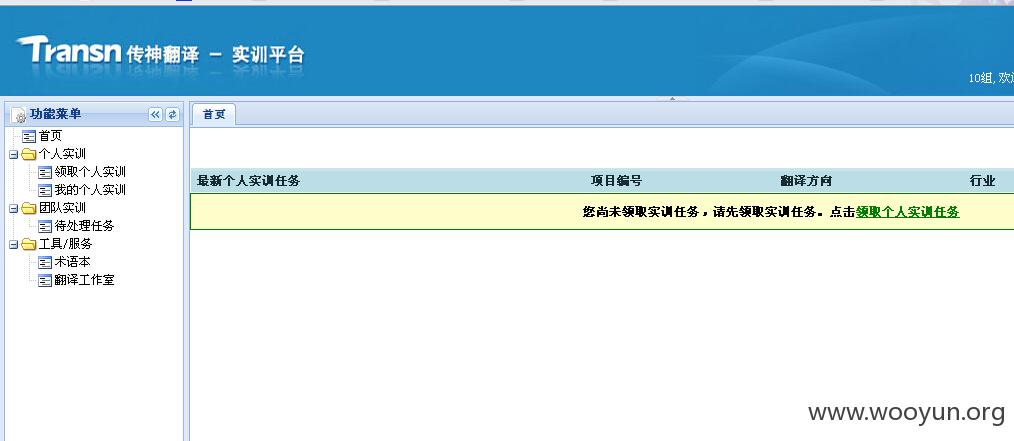 Transn 传神翻译 － 实训平台
10组, 欢
功能菜单
首页
首页
个人实训
领取个人实训
我的个人实训
团队实训
待处理任务
工具/服务
术语本
翻译工作室
最新个人实训任务 项目编号 翻译方向 行业
您尚未领取实训任务，请先领取实训任务。点击领取个人实训任务
www.wooyun.org